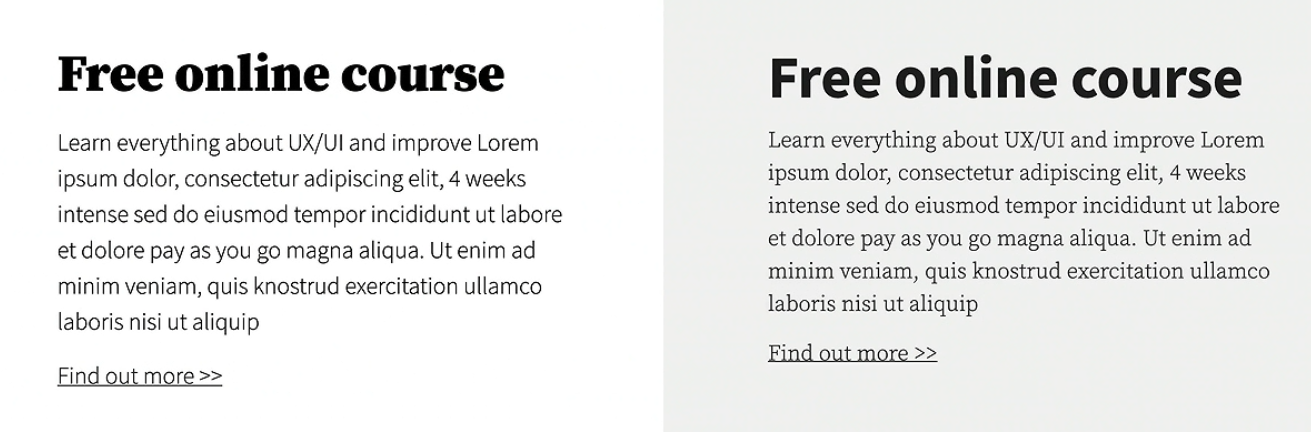 Free online course
Learn everything about UX/UI and improve Lorem
ipsum dolor, consectetur adipiscing elit, 4 weeks
intense sed do eiusmod tempor incididunt ut labore
et dolore pay as you go magna aliqua. Ut enim ad
minim veniam, quis knostrud exercitation ullamco
laboris nisi ut aliquip
Find out more >>
Free online course
Learn everything about UX/UI and improve Lorem
ipsum dolor, consectetur adipiscing elit, 4 weeks
intense sed do eiusmod tempor incididunt ut labore
et dolore pay as you go magna aliqua. Ut enim ad
minim veniam, quis knostrud exercitation ullamco
laboris nisi ut aliquip
Find out more >>